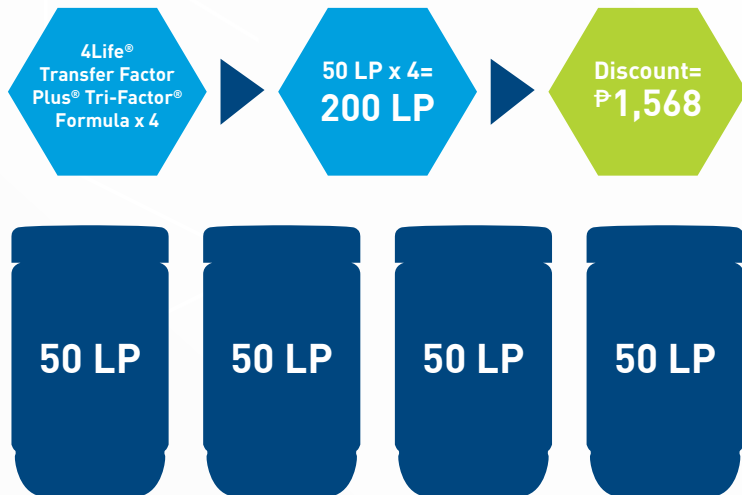 4Life®
Transfer Factor
Plus® Tri-Factor®
Formula x 4
50 LP x 4=
200 LP
Discount=
₱1,568
50 LP
50 LP
50 LP
50 LP